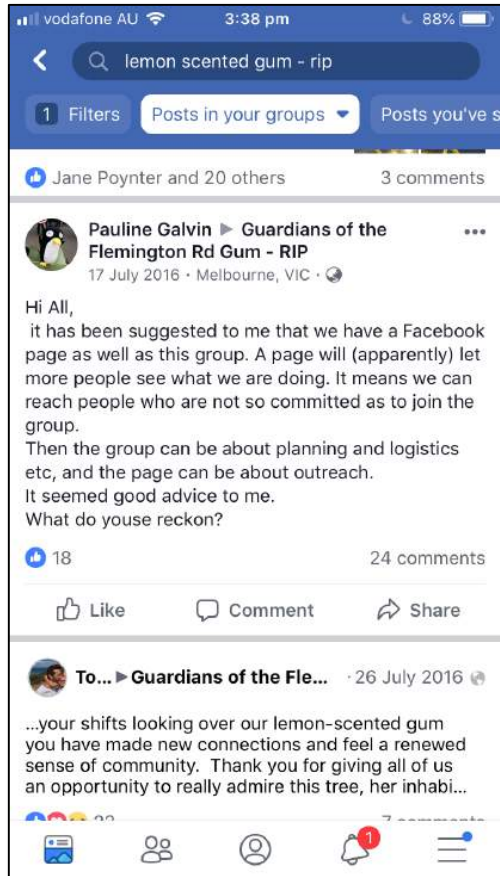 vodafone AU 3:38 pm 88%
lemon scented gum - rip
1 Filters Posts in your groups Posts you've s
Jane Poynter and 20 others 3 comments
Pauline Galvin ▶ Guardians of the
Flemington Rd Gum - RIP
17 July 2016 · Melbourne, VIC ·
Hi All,
it has been suggested to me that we have a Facebook
page as well as this group. A page will (apparently) let
more people see what we are doing. It means we can
reach people who are not so committed as to join the
group.
Then the group can be about planning and logistics
etc, and the page can be about outreach.
It seemed good advice to me.
What do youse reckon?
18 24 comments
Like Comment Share
To... ▶ Guardians of the Fle... · 26 July 2016
...your shifts looking over our lemon-scented gum
you have made new connections and feel a renewed
sense of community. Thank you for giving all of us
an opportunity to really admire this tree, her inhabi...
7 comments
1